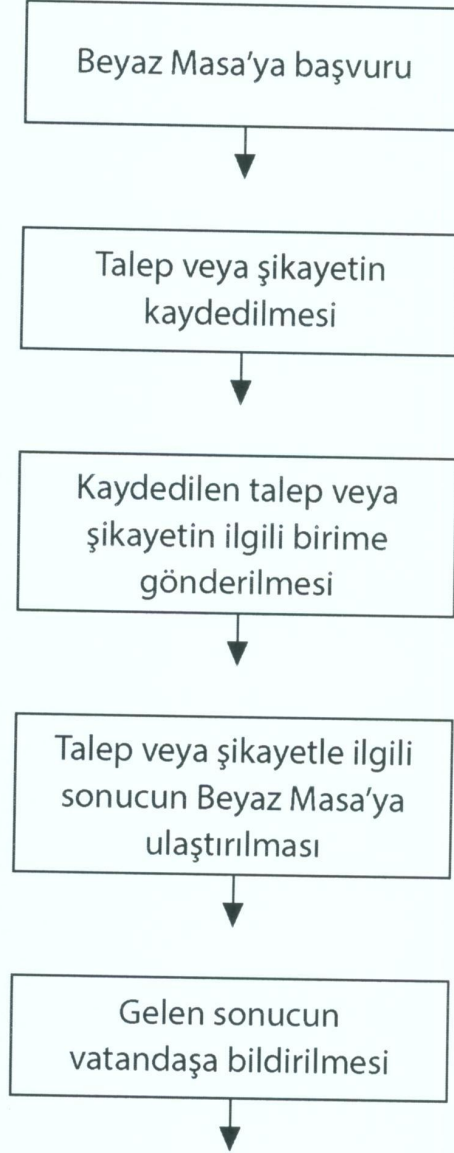 Beyaz Masa'ya başvuru
Talep veya şikayetin
kaydedilmesi
Kaydedilen talep veya
şikayetin ilgili birime
gönderilmesi
Talep veya şikayetle ilgili
sonucun Beyaz Masa'ya
ulaştırılması
Gelen sonucun
vatandaşa bildirilmesi